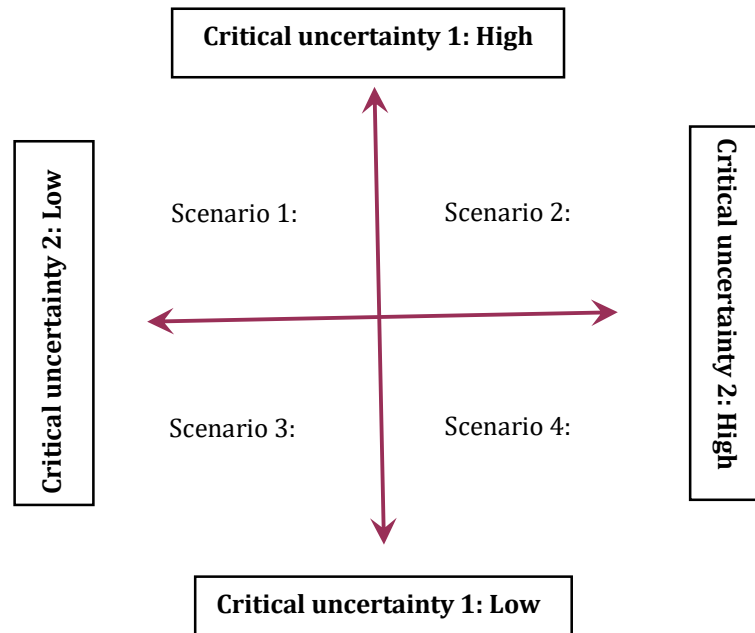 Critical uncertainty 1: High
Critical uncertainty 2: Low
Scenario 1:
Scenario 2:
Critical uncertainty 2: High
Scenario 3:
Scenario 4:
Critical uncertainty 1: Low